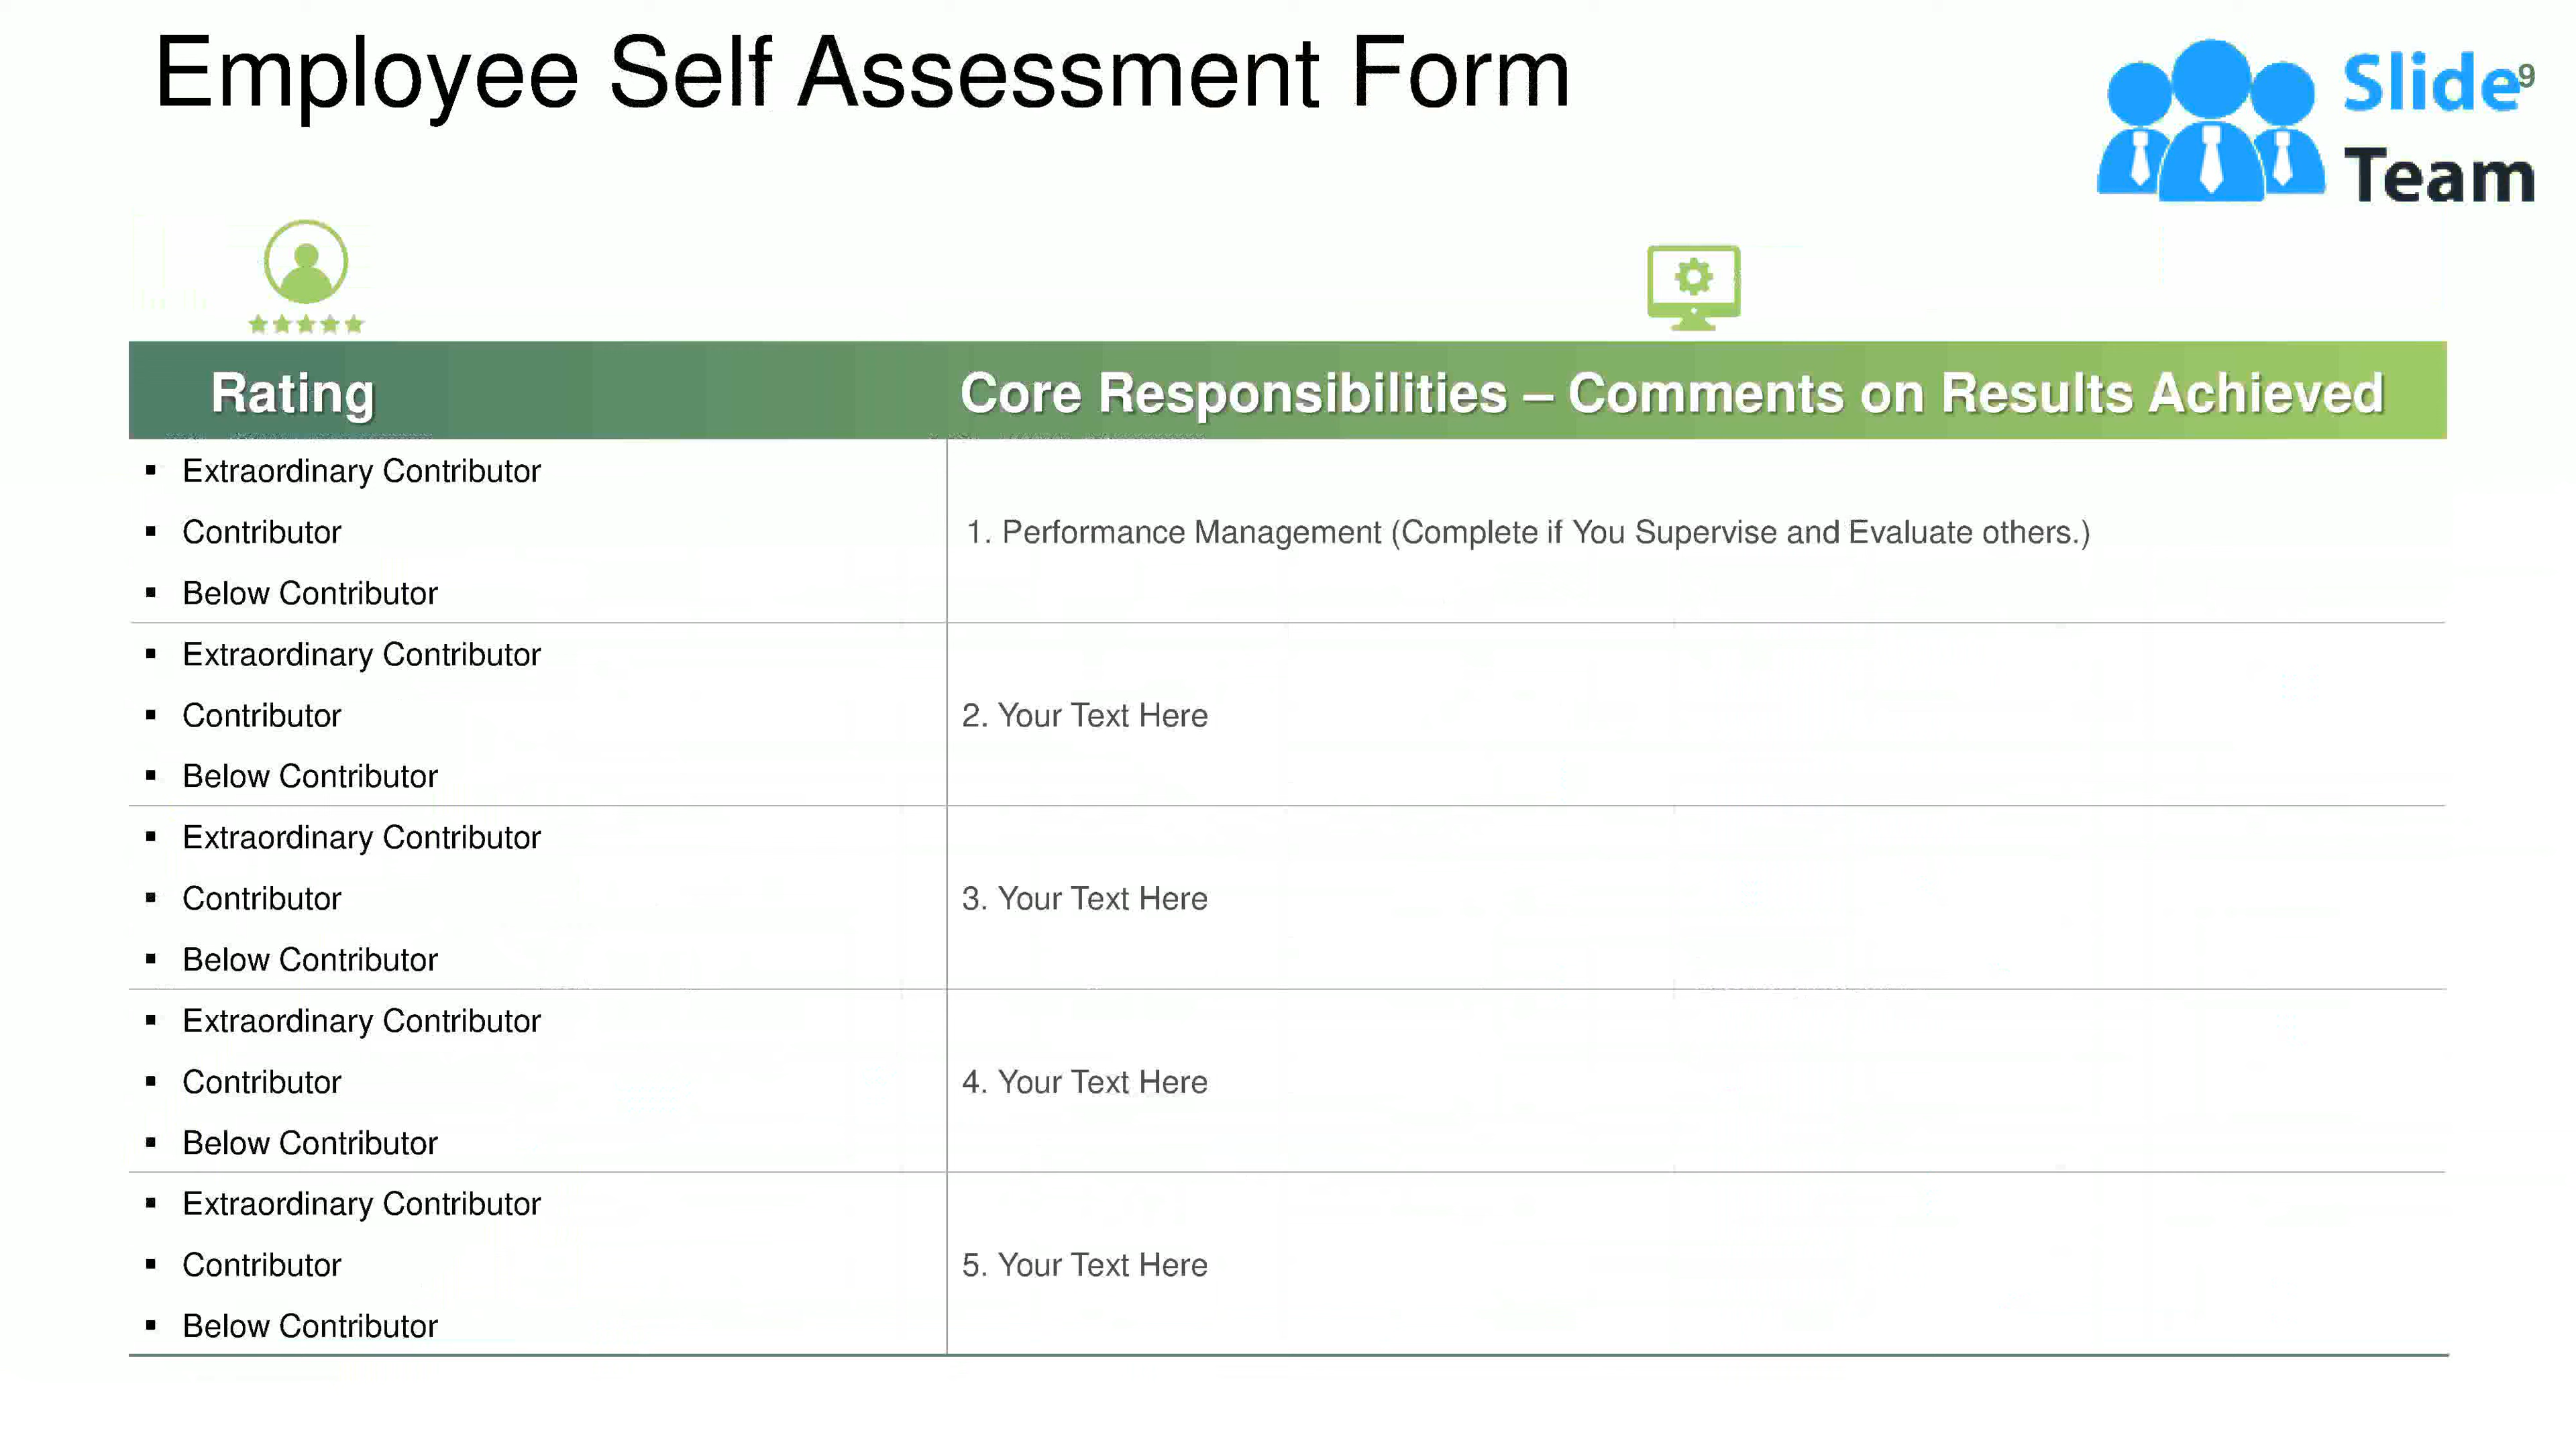 Employee Self Assessment Form
Slide
9
Team
Rating
Core Responsibilities – Comments on Results Achieved
▪ Extraordinary Contributor
▪ Contributor
▪ Below Contributor
1. Performance Management (Complete if You Supervise and Evaluate others.)
▪ Extraordinary Contributor
▪ Contributor
▪ Below Contributor
2. Your Text Here
▪ Extraordinary Contributor
▪ Contributor
▪ Below Contributor
3. Your Text Here
▪ Extraordinary Contributor
▪ Contributor
▪ Below Contributor
4. Your Text Here
▪ Extraordinary Contributor
▪ Contributor
▪ Below Contributor
5. Your Text Here